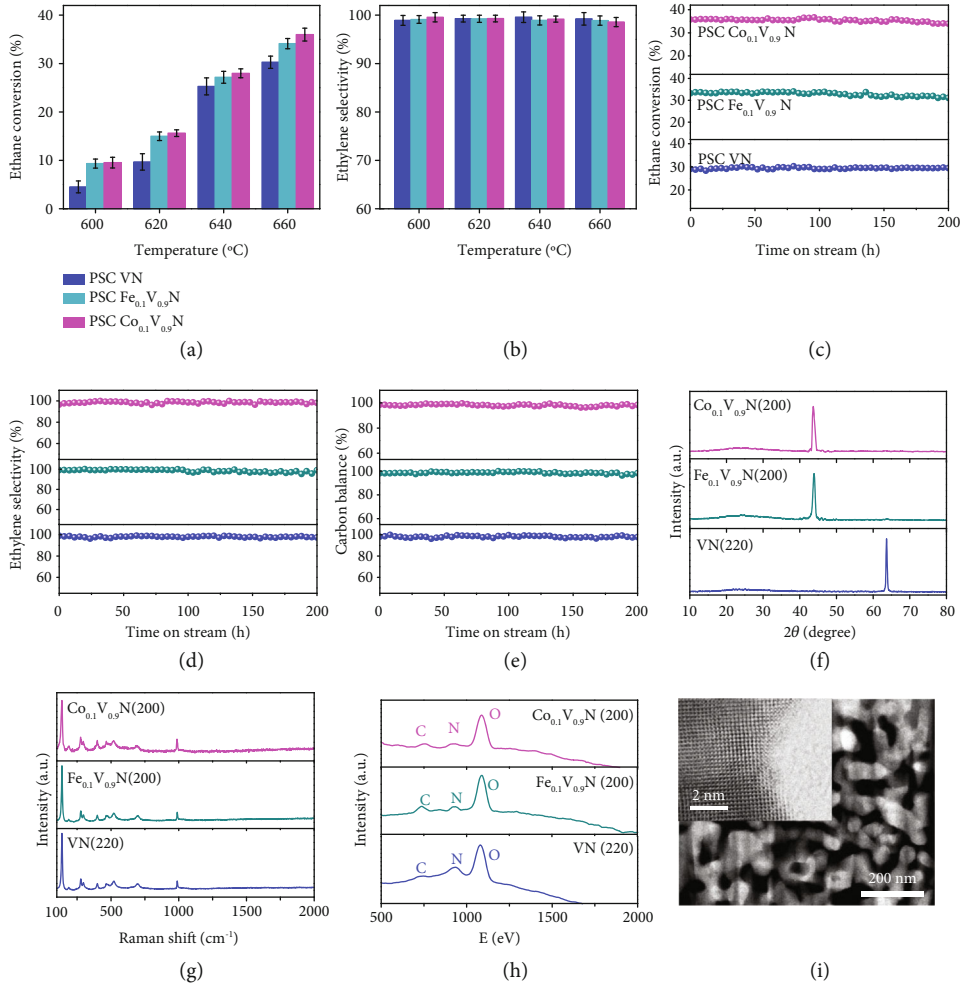 Ethane conversion (%)
40
30
20
10
0
600 620 640 660
Temperature (ºC)
PSC VN
PSC Fe0.1V0.9N
PSC Co0.1V0.9N
(a)
Ethylene selectivity (%)
100
90
80
70
60
600 620 640 660
Temperature (ºC)
(b)
Ethane conversion (%)
40
30
20
PSC Co0.1V0.9 N
40
30
20
PSC Fe0.1V0.9 N
40
30
20
PSC VN
0 50 100 150 200
Time on stream (h)
(c)
Ethylene selectivity (%)
100
80
60
100
80
60
100
80
60
0 50 100 150 200
Time on stream (h)
(d)
Carbon balance (%)
100
80
60
100
80
60
100
80
60
0 50 100 150 200
Time on stream (h)
(e)
Intensity (a.u.)
Co0.1V0.9N(200)
Fe0.1V0.9N(200)
VN(220)
10 20 30 40 50 60 70 80
2θ (degree)
(f)
Intensity (a.u.)
Co0.1V0.9N(200)
Fe0.1V0.9N(200)
VN(220)
100 500 1000 1500 2000
Raman shift (cm-1)
(g)
Intensity (a.u.)
C N O
Co0.1V0.9N (200)
C N O
Fe0.1V0.9N (200)
C N O
VN (220)
500 1000 1500 2000
E (eV)
(h)
2 nm
200 nm
(i)